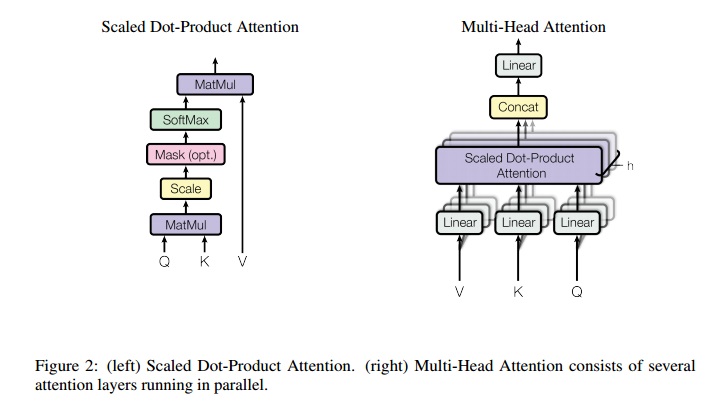 Scaled Dot-Product Attention
MatMul
SoftMax
Mask (opt.)
Scale
MatMul
Q K V
Multi-Head Attention
Linear
Concat
Scaled Dot-Product
Attention
h
Linear Linear Linear
V K Q
Figure 2: (left) Scaled Dot-Product Attention. (right) Multi-Head Attention consists of several
attention layers running in parallel.